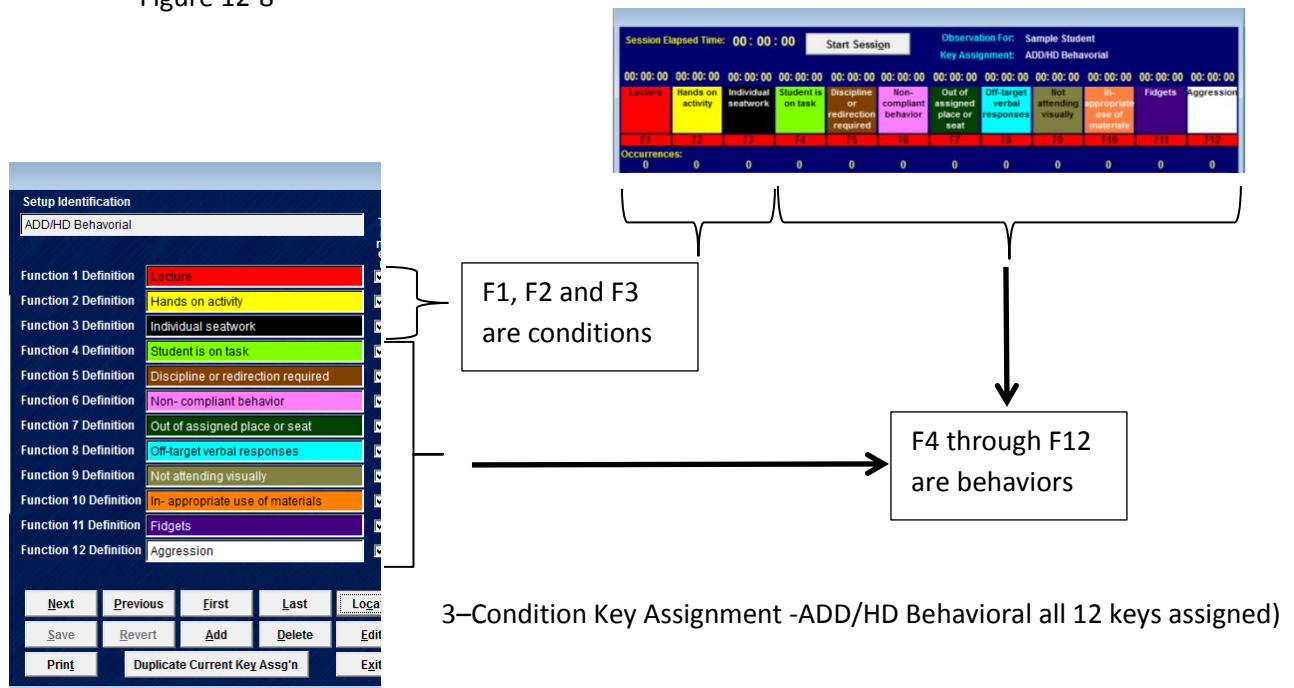 Figure 12-8
Session Elapsed Time: 00 : 00 : 00
Start Session
Observation For: Sample Student
Key Assignment: ADD/HD Behavorial
00: 00: 00 00: 00: 00 00: 00: 00 00: 00: 00 00: 00: 00 00: 00: 00 00: 00: 00 00: 00: 00 00: 00: 00 00: 00: 00 00: 00: 00 00: 00: 00
Lecture
Hands on
activity
Individual
seatwork
Student is
on task
Discipline
or
redirection
required
Non-
compliant
behavior
Out of
assigned
place or
seat
Off-target
verbal
responses
Not
attending
visually
In-
appropriate
use of
materials
Fidgets
Aggression
F1 F2 F3 F4 F5 F6 F7 F8 F9 F10 F11 F12
Occurrences:
0 0 0 0 0 0 0 0 0 0 0 0
Setup Identification
ADD/HD Behavorial
Function 1 Definition Lecture
Function 2 Definition Hands on activity
Function 3 Definition Individual seatwork
Function 4 Definition Student is on task
Function 5 Definition Discipline or redirection required
Function 6 Definition Non- compliant behavior
Function 7 Definition Out of assigned place or seat
Function 8 Definition Off-target verbal responses
Function 9 Definition Not attending visually
Function 10 Definition In- appropriate use of materials
Function 11 Definition Fidgets
Function 12 Definition Aggression
Next Previous First Last Loca
Save Revert Add Delete Edit
Print Duplicate Current Key Assg'n Exit
F1, F2 and F3
are conditions
F4 through F12
are behaviors
3–Condition Key Assignment -ADD/HD Behavioral all 12 keys assigned)